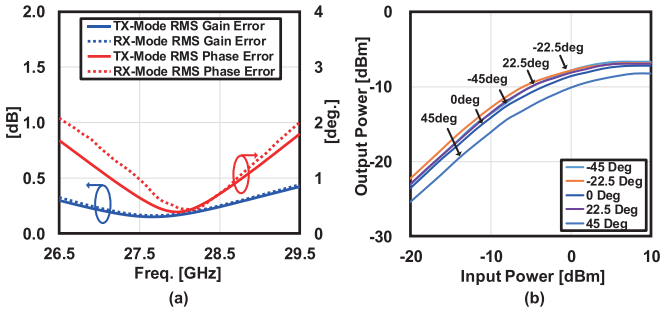 TX-Mode RMS Gain Error
RX-Mode RMS Gain Error
TX-Mode RMS Phase Error
RX-Mode RMS Phase Error
2.0
1.5
1.0
0.5
0.0
[dB]
4
3
2
1
0
[deg.]
26.5 27.5 28.5 29.5
Freq. [GHz]
(a)
0
-10
-20
-30
Output Power [dBm]
-22.5deg
22.5deg
-45deg
0deg
45deg
-45 Deg
-22.5 Deg
0 Deg
22.5 Deg
45 Deg
-20 -10 0 10
Input Power [dBm]
(b)